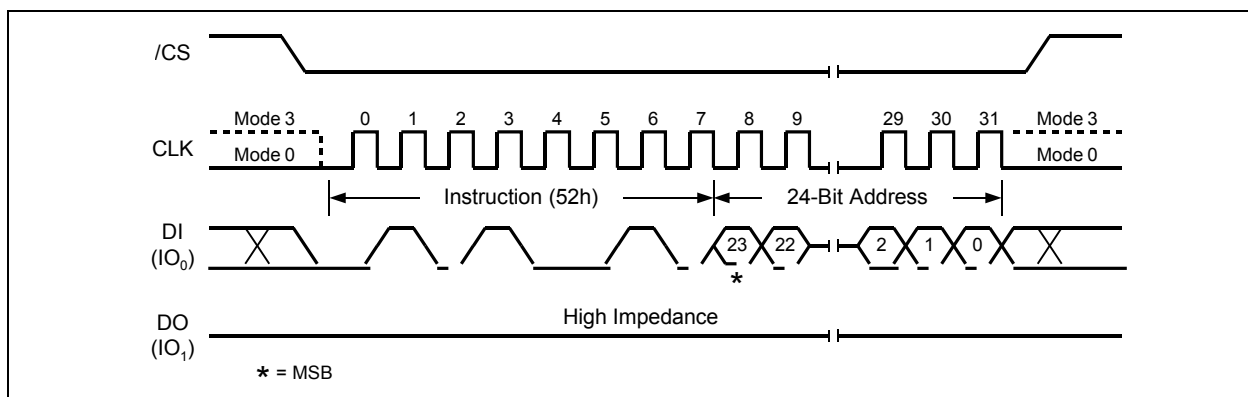 /CS
Mode 3
0 1 2 3 4 5 6 7 8 9 29 30 31
Mode 3
CLK
Mode 0
Mode 0
Instruction (52h)
24-Bit Address
DI
(IO₀)
23 22 2 1 0
*
High Impedance
DO
(IO₁)
* = MSB